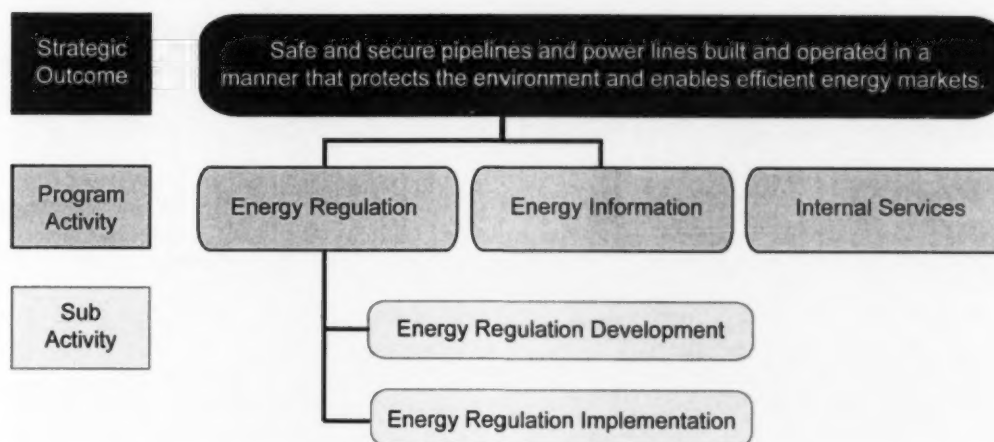 Strategic
Outcome
Safe and secure pipelines and power lines built and operated in a
manner that protects the environment and enables efficient energy markets.
Program
Activity
Energy Regulation
Energy Information
Internal Services
Sub
Activity
Energy Regulation Development
Energy Regulation Implementation